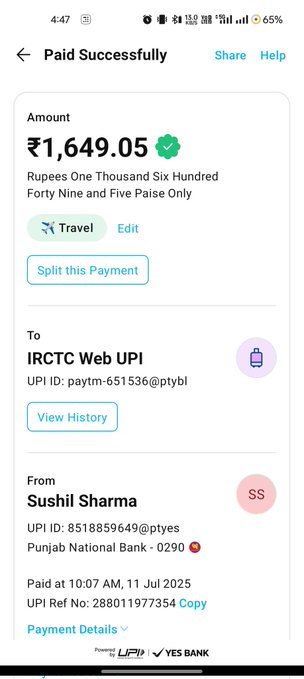 4:47
13.0 KB/S
5G
65%
Paid Successfully
Share
Help
Amount
₹1,649.05
Rupees One Thousand Six Hundred
Forty Nine and Five Paise Only
Travel
Edit
Split this Payment
To
IRCTC Web UPI
UPI ID: paytm-651536@ptybl
View History
From
Sushil Sharma
SS
UPI ID: 8518859649@ptyes
Punjab National Bank - 0290
Paid at 10:07 AM, 11 Jul 2025
UPI Ref No: 288011977354 Copy
Payment Details
Powered by UPI YES BANK